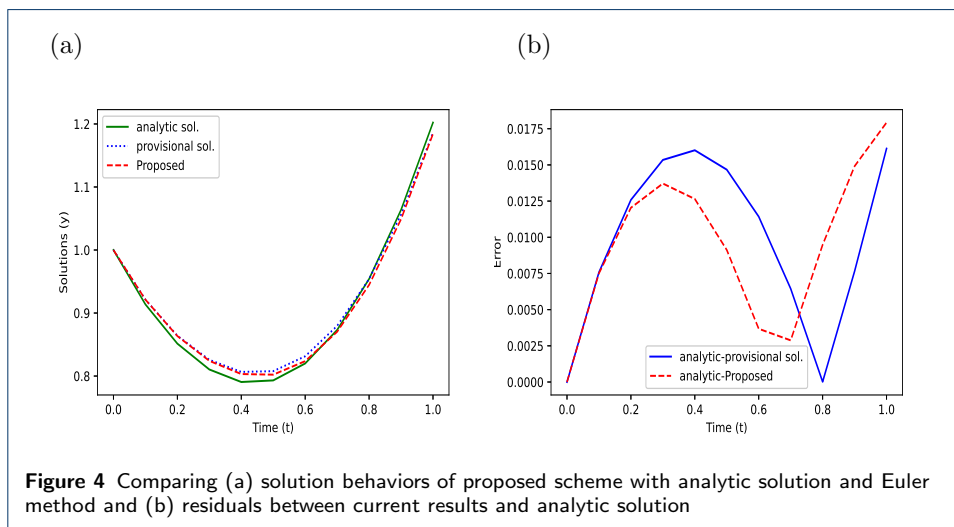 (a)
(b)
1.2
1.1
1.0
0.9
0.8
Solutions (y)
analytic sol.
provisional sol.
Proposed
0.0 0.2 0.4 0.6 0.8 1.0
Time (t)
0.0175
0.0150
0.0125
0.0100
0.0075
0.0050
0.0025
0.0000
Error
analytic-provisional sol.
analytic-Proposed
0.0 0.2 0.4 0.6 0.8 1.0
Time (t)
Figure 4 Comparing (a) solution behaviors of proposed scheme with analytic solution and Euler
method and (b) residuals between current results and analytic solution